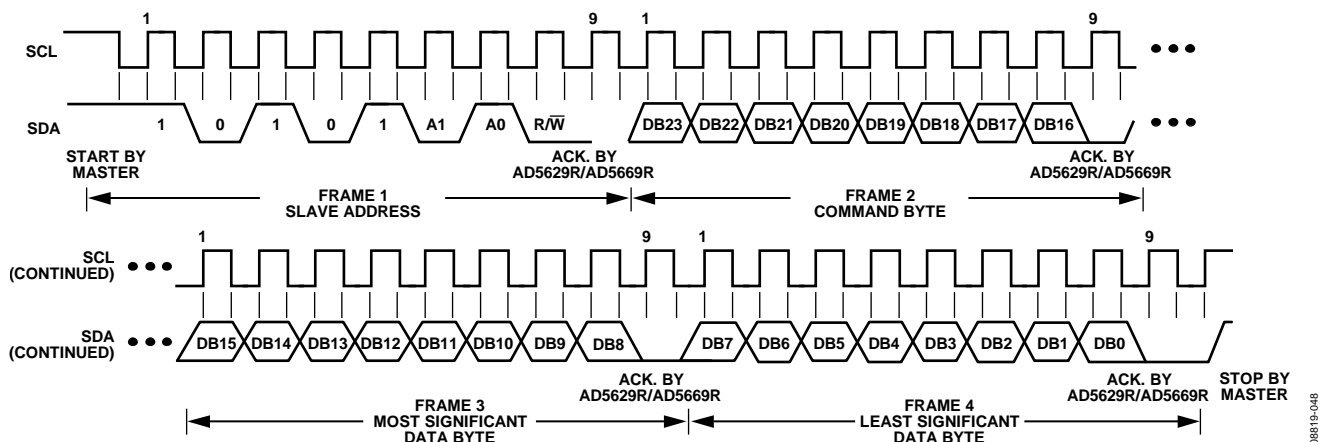 1 9 1 9
SCL
SDA
1 0 1 0 1 A1 A0 R/W̅ DB23 DB22 DB21 DB20 DB19 DB18 DB17 DB16
START BY
MASTER
ACK. BY
AD5629R/AD5669R
ACK. BY
AD5629R/AD5669R
FRAME 1
SLAVE ADDRESS
FRAME 2
COMMAND BYTE
1 9 1 9
SCL
(CONTINUED)
SDA
(CONTINUED)
DB15 DB14 DB13 DB12 DB11 DB10 DB9 DB8 DB7 DB6 DB5 DB4 DB3 DB2 DB1 DB0
ACK. BY
AD5629R/AD5669R
ACK. BY
AD5629R/AD5669R
STOP BY
MASTER
FRAME 3
MOST SIGNIFICANT
DATA BYTE
FRAME 4
LEAST SIGNIFICANT
DATA BYTE
08819-048